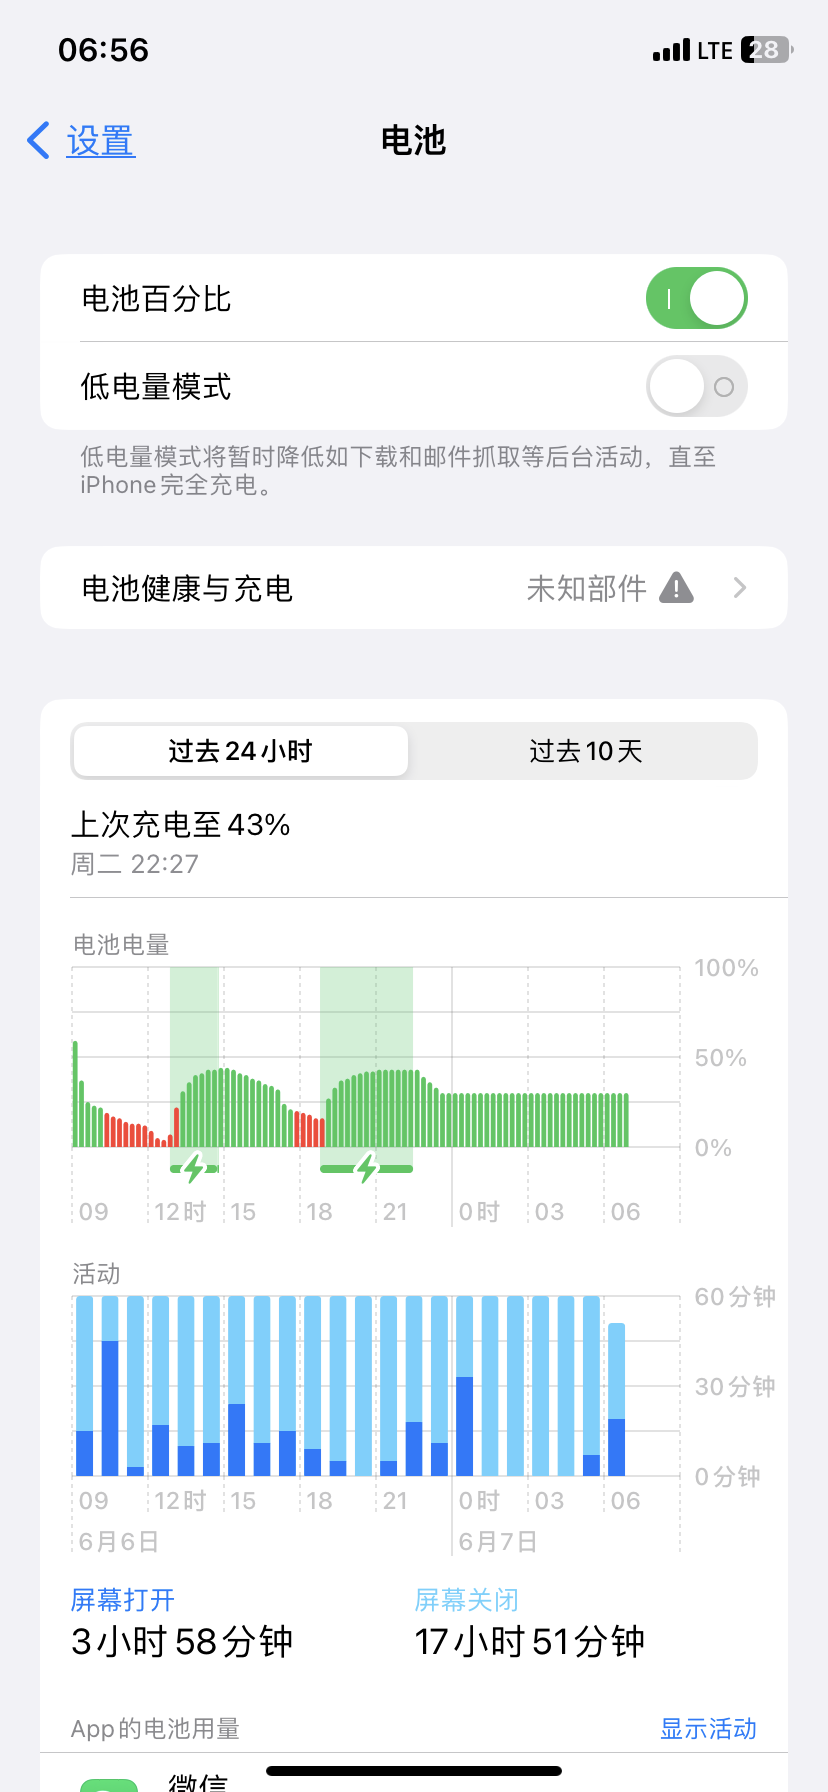 06:56 LTE 28
设置 电池
电池百分比
低电量模式
低电量模式将暂时降低如下载和邮件抓取等后台活动，直至
iPhone完全充电。
电池健康与充电 未知部件
过去24小时 过去10天
上次充电至43%
周二 22:27
电池电量
100%
50%
0%
09 12时 15 18 21 0时 03 06
活动
60分钟
30分钟
0分钟
09 12时 15 18 21 0时 03 06
6月6日 6月7日
屏幕打开 屏幕关闭
3小时58分钟 17小时51分钟
App的电池用量 显示活动
微信